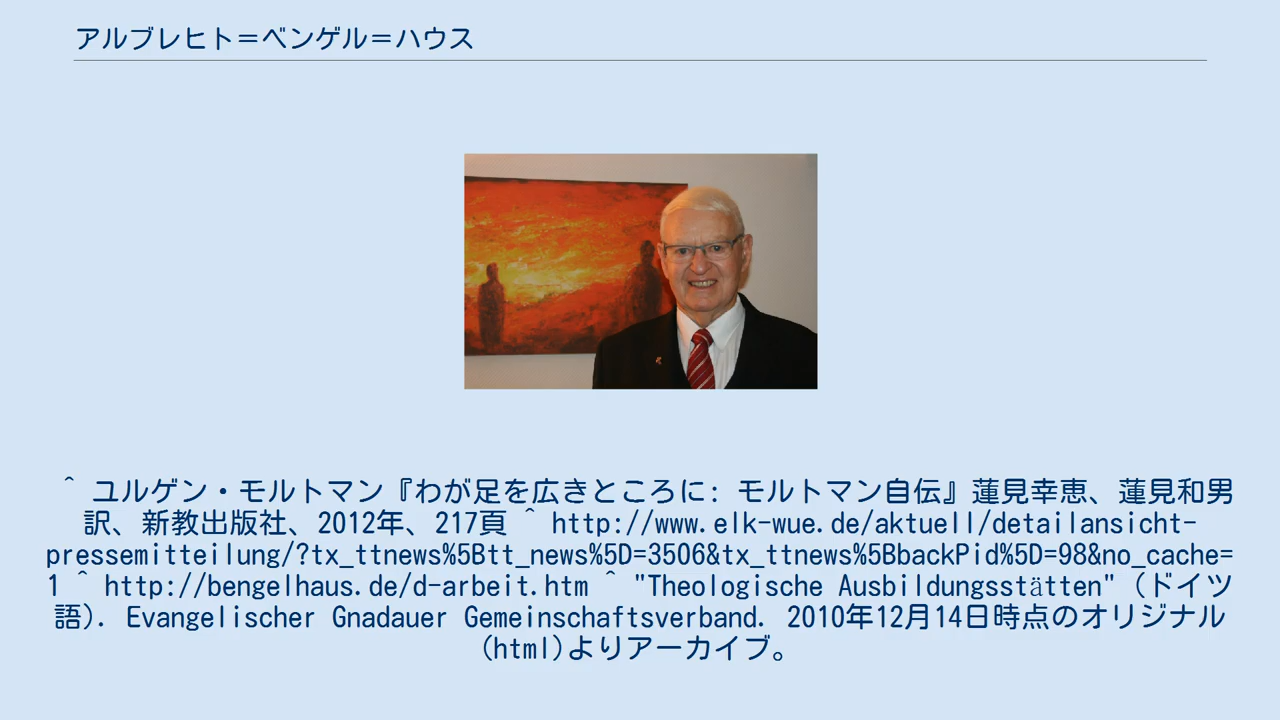 アルブレヒト＝ベンゲル＝ハウス
^ ユルゲン・モルトマン『わが足を広きところに: モルトマン自伝』蓮見幸恵、蓮見和男
訳、新教出版社、2012年、217頁 ^ http://www.elk-wue.de/aktuell/detailansicht-
pressemitteilung/?tx_ttnews%5Btt_news%5D=3506&tx_ttnews%5BbackPid%5D=98&no_cache=
1 ^ http://bengelhaus.de/d-arbeit.htm ^ "Theologische Ausbildungsstätten" (ドイツ
語). Evangelischer Gnadauer Gemeinschaftsverband. 2010年12月14日時点のオリジナル
(html)よりアーカイブ。